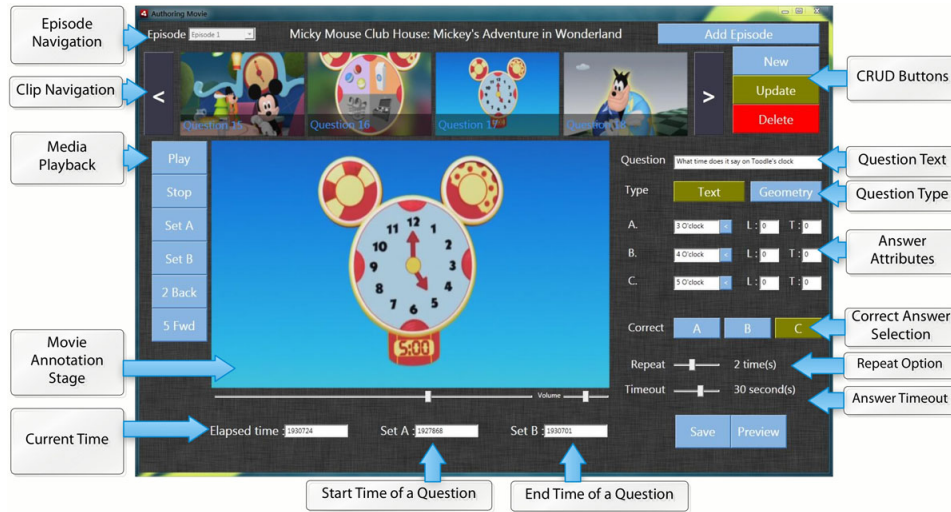 Authoring Movie
Episode Navigation
Episode
Episode 1
Micky Mouse Club House: Mickey's Adventure in Wonderland
Add Episode
Clip Navigation
<
Question 15
Question 16
Question 17
Question 18
>
New
Update
Delete
CRUD Buttons
Media Playback
Play
Stop
Set A
Set B
2 Back
5 Fwd
12
1
2
3
4
5
6
7
8
9
10
11
5:00
Question
What time does it say on Toodle's clock
Question Text
Type
Text
Geometry
Question Type
A.
3 O'clock
<
L : 0
T : 0
B.
4 O'clock
<
L : 0
T : 0
C.
5 O'clock
<
L : 0
T : 0
Answer Attributes
Correct
A
B
C
Correct Answer Selection
Repeat
2 time(s)
Repeat Option
Timeout
30 second(s)
Answer Timeout
Movie Annotation Stage
Volume
Current Time
Elapsed time : 1930724
Set A : 1927868
Set B : 1930701
Save
Preview
Start Time of a Question
End Time of a Question